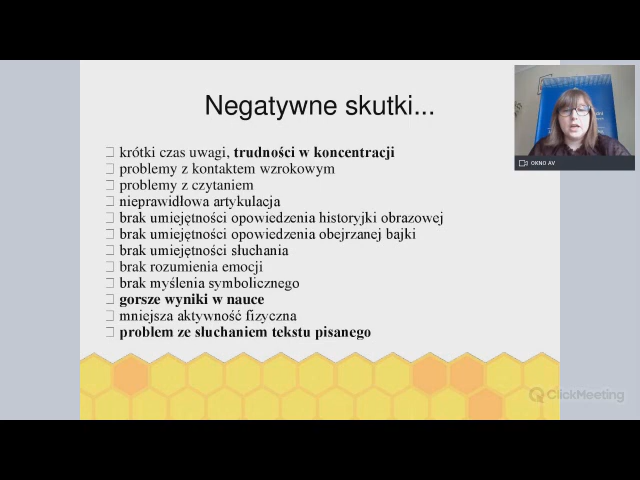 Negatywne skutki...
krótki czas uwagi, trudności w koncentracji
problemy z kontaktem wzrokowym
problemy z czytaniem
nieprawidłowa artykulacja
brak umiejętności opowiedzenia historyjki obrazowej
brak umiejętności opowiedzenia obejrzanej bajki
brak umiejętności słuchania
brak rozumienia emocji
brak myślenia symbolicznego
gorsze wyniki w nauce
mniejsza aktywność fizyczna
problem ze słuchaniem tekstu pisanego
OKNO AV
ClickMeeting